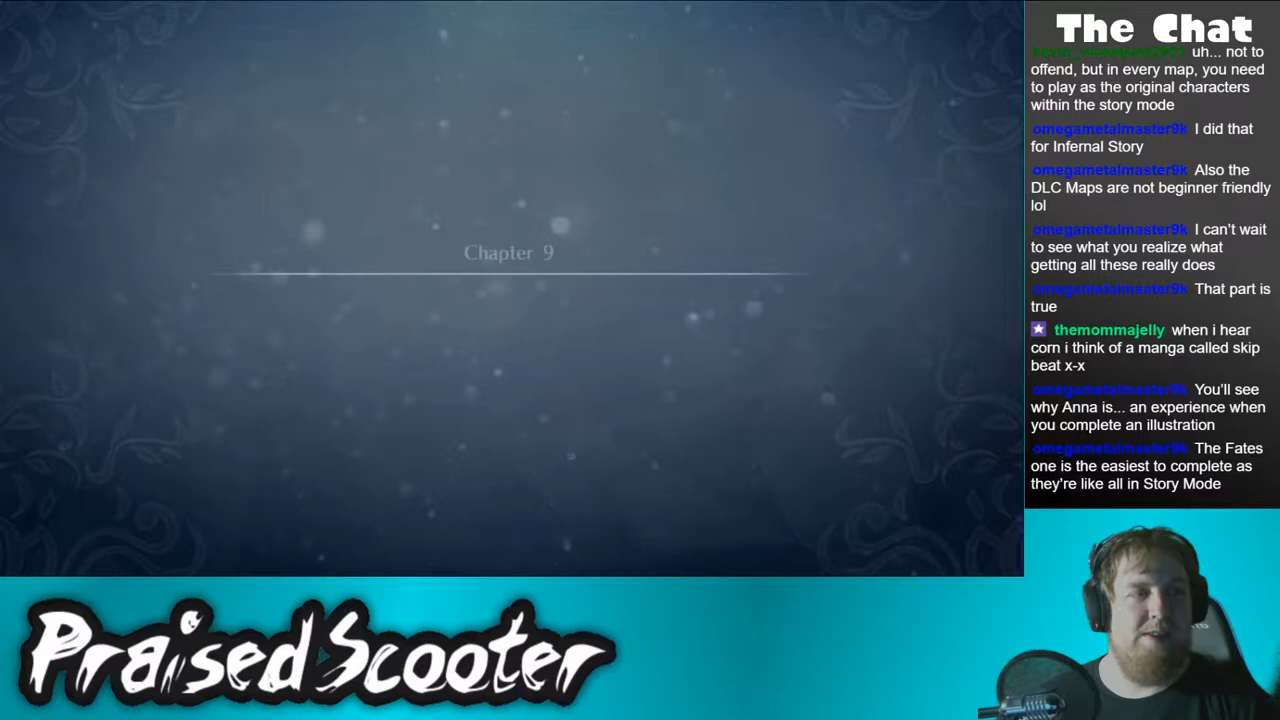 Chapter 9
The Chat
uh... not to
offend, but in every map, you need
to play as the original characters
within the story mode
omegametalmaster9k I did that
for Infernal Story
omegametalmaster9k Also the
DLC Maps are not beginner friendly
lol
omegametalmaster9k I can't wait
to see what you realize what
getting all these really does
omegametalmaster9k That part is
true
themommajelly when i hear
corn i think of a manga called skip
beat x-x
omegametalmaster9k You'll see
why Anna is... an experience when
you complete an illustration
omegametalmaster9k The Fates
one is the easiest to complete as
they're like all in Story Mode
PraisedScooter